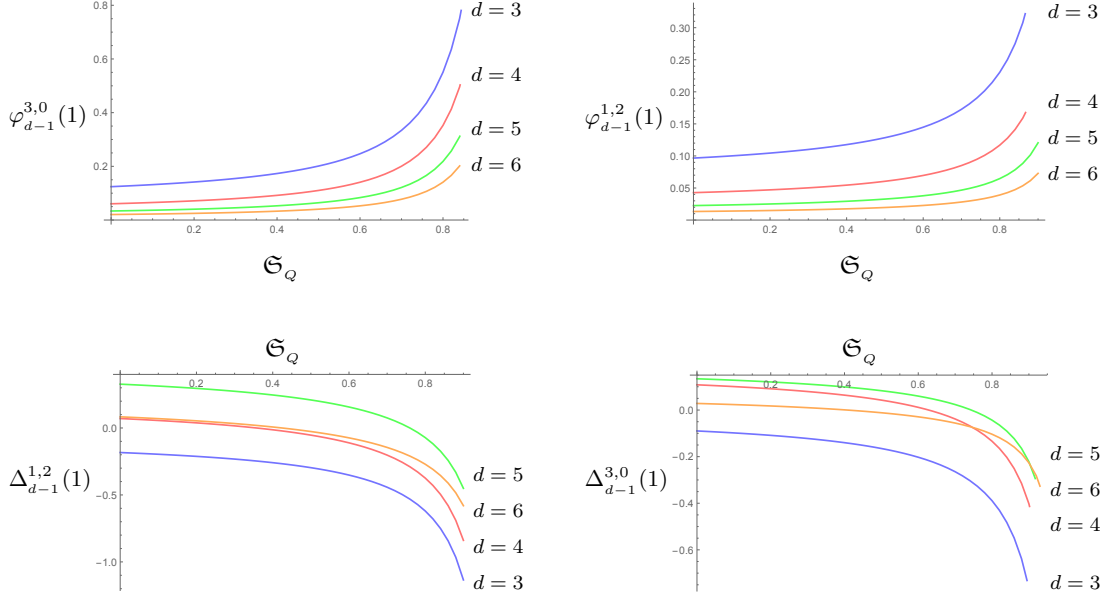 0.8
0.6
0.4
0.2
0.2 0.4 0.6 0.8
φ^{3,0}_{d−1}(1)
𝔖_Q
d = 3
d = 4
d = 5
d = 6
0.30
0.25
0.20
0.15
0.10
0.05
0.2 0.4 0.6 0.8
φ^{1,2}_{d−1}(1)
𝔖_Q
d = 3
d = 4
d = 5
d = 6
𝔖_Q
0.2 0.4 0.6 0.8
0.0
−0.5
−1.0
Δ^{1,2}_{d−1}(1)
d = 5
d = 6
d = 4
d = 3
𝔖_Q
0.2 0.4 0.6 0.8
0.0
−0.2
−0.4
−0.6
Δ^{3,0}_{d−1}(1)
d = 5
d = 6
d = 4
d = 3